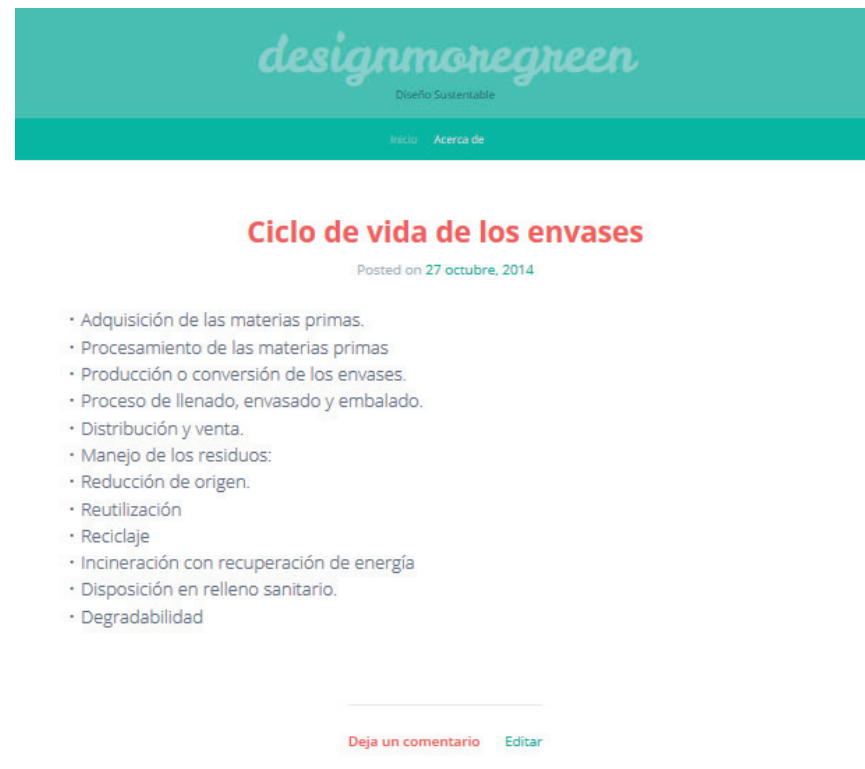 designmoregreen
Diseño Sustentable
Inicio Acerca de
Ciclo de vida de los envases
Posted on 27 octubre, 2014
• Adquisición de las materias primas.
• Procesamiento de las materias primas
• Producción o conversión de los envases.
• Proceso de llenado, envasado y embalado.
• Distribución y venta.
• Manejo de los residuos:
• Reducción de origen.
• Reutilización
• Reciclaje
• Incineración con recuperación de energía
• Disposición en relleno sanitario.
• Degradabilidad
Deja un comentario Editar